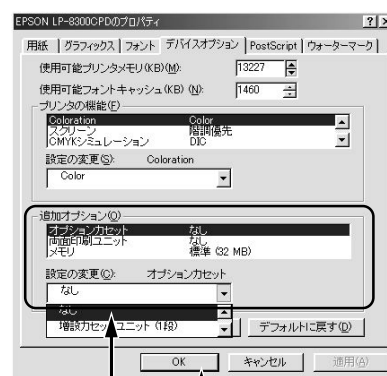 EPSON LP-8300CPDのプロパティ
用紙 グラフィックス フォント デバイスオプション PostScript ウォーターマーク
使用可能プリンタメモリ(KB)(M): 13227
使用可能フォントキャッシュ(KB) (N): 1460
プリンタの機能(F)
Coloration Color
スクリーン 階調優先
CMYKシミュレーション DIC
設定の変更(S): Coloration
Color
追加オプション(O)
オプションカセット なし
両面印刷ユニット なし
メモリ 標準 (32 MB)
設定の変更(C): オプションカセット
なし
なし
増設カセットユニット (1段)
デフォルトに戻す(D)
OK キャンセル 適用(A)